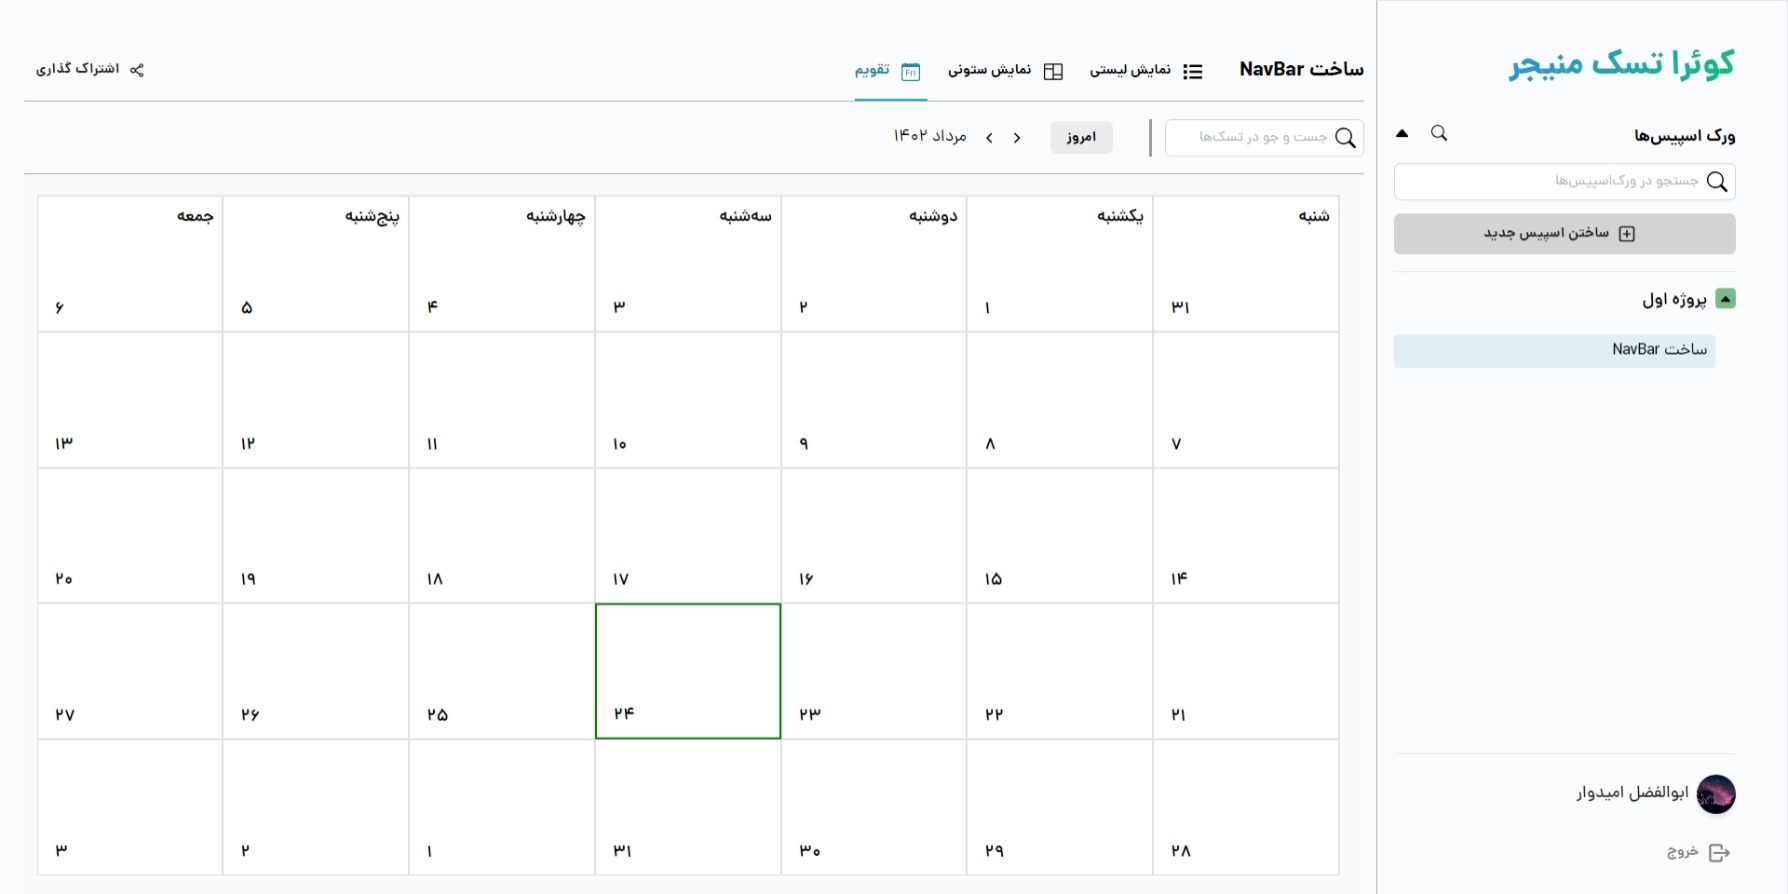 کوئرا تسک منیجر
ورک اسپیس‌ها
جستجو در ورک‌اسپیس‌ها
ساختن اسپیس جدید
پروژه اول
ساخت NavBar
ابوالفضل امیدوار
خروج
ساخت NavBar
نمایش لیستی
نمایش ستونی
Fri تقویم
اشتراک گذاری
جست و جو در تسک‌ها
امروز
مرداد ۱۴۰۲
شنبه یکشنبه دوشنبه سه‌شنبه چهارشنبه پنج‌شنبه جمعه
۳۱ ۱ ۲ ۳ ۴ ۵ ۶
۷ ۸ ۹ ۱۰ ۱۱ ۱۲ ۱۳
۱۴ ۱۵ ۱۶ ۱۷ ۱۸ ۱۹ ۲۰
۲۱ ۲۲ ۲۳ ۲۴ ۲۵ ۲۶ ۲۷
۲۸ ۲۹ ۳۰ ۳۱ ۱ ۲ ۳